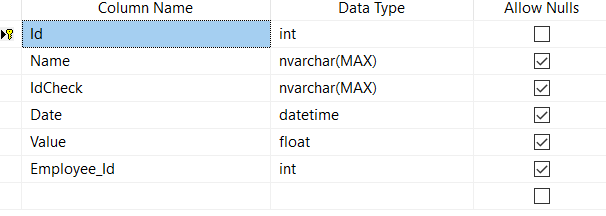 Column Name Data Type Allow Nulls
Id int
Name nvarchar(MAX)
IdCheck nvarchar(MAX)
Date datetime
Value float
Employee_Id int